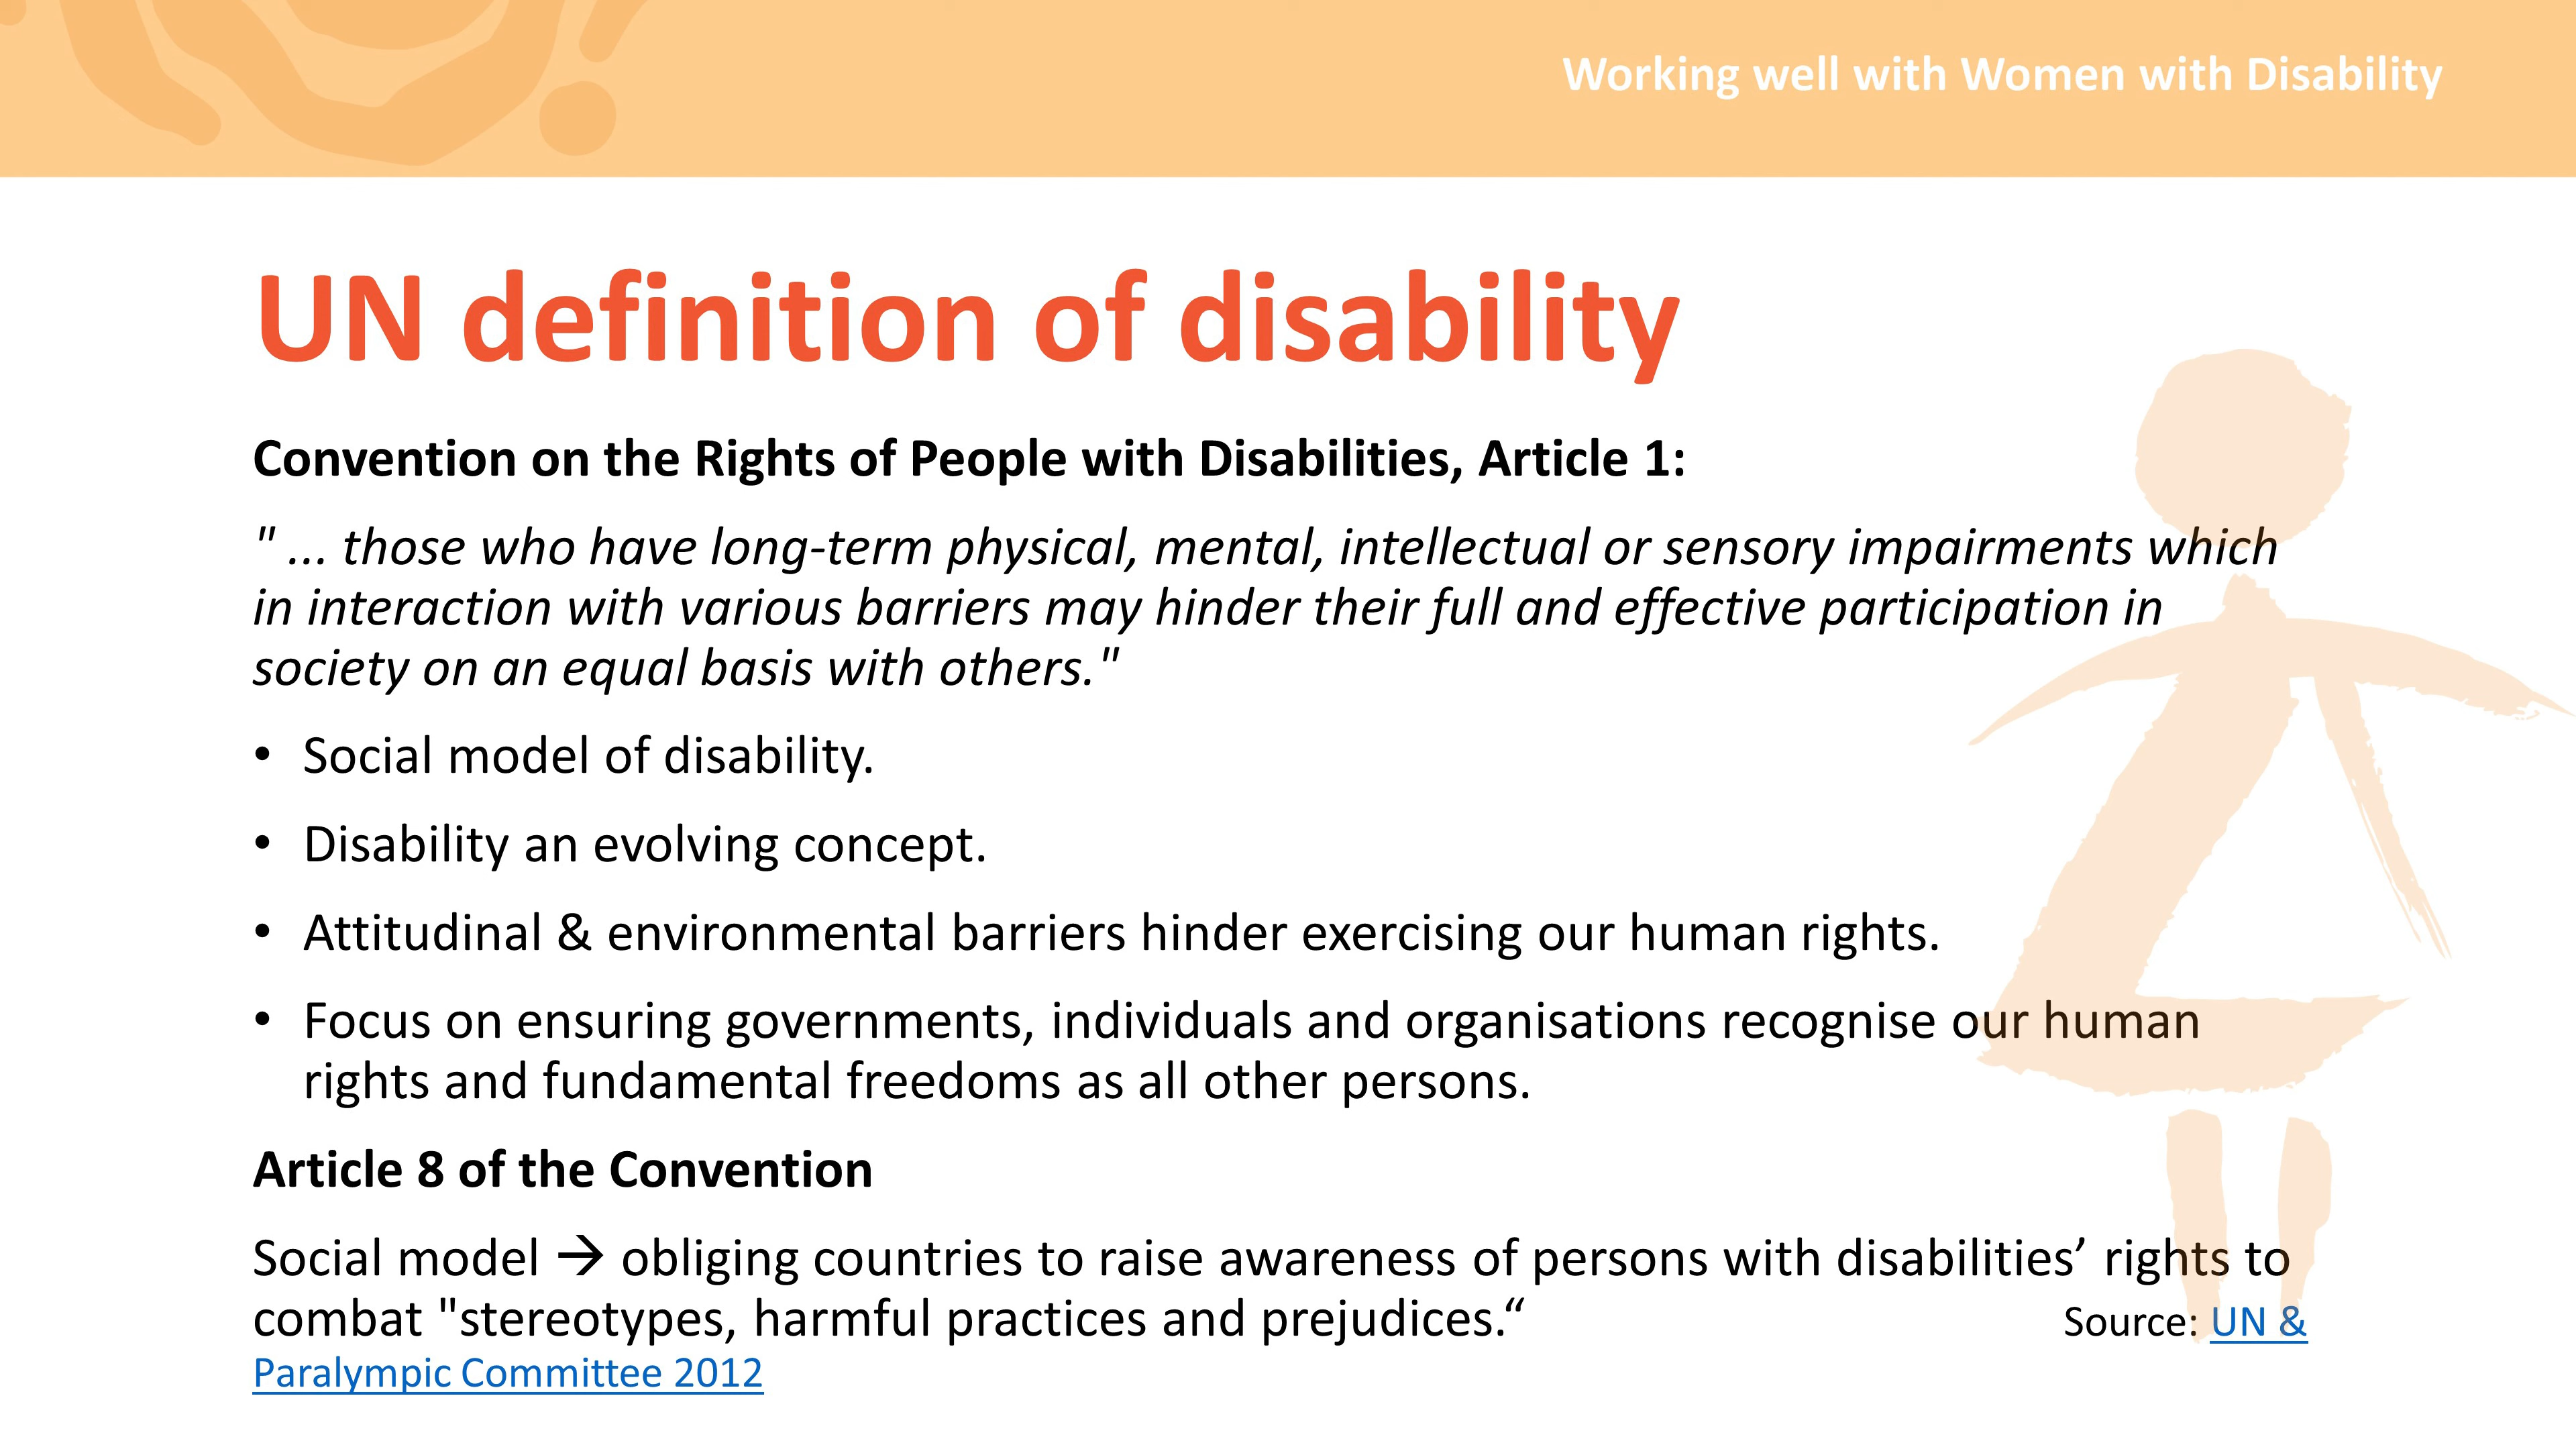 Working well with Women with Disability
UN definition of disability
Convention on the Rights of People with Disabilities, Article 1:
" ... those who have long-term physical, mental, intellectual or sensory impairments which
in interaction with various barriers may hinder their full and effective participation in
society on an equal basis with others."
• Social model of disability.
• Disability an evolving concept.
• Attitudinal & environmental barriers hinder exercising our human rights.
• Focus on ensuring governments, individuals and organisations recognise our human
rights and fundamental freedoms as all other persons.
Article 8 of the Convention
Social model → obliging countries to raise awareness of persons with disabilities’ rights to
combat "stereotypes, harmful practices and prejudices.“ Source: UN &
Paralympic Committee 2012